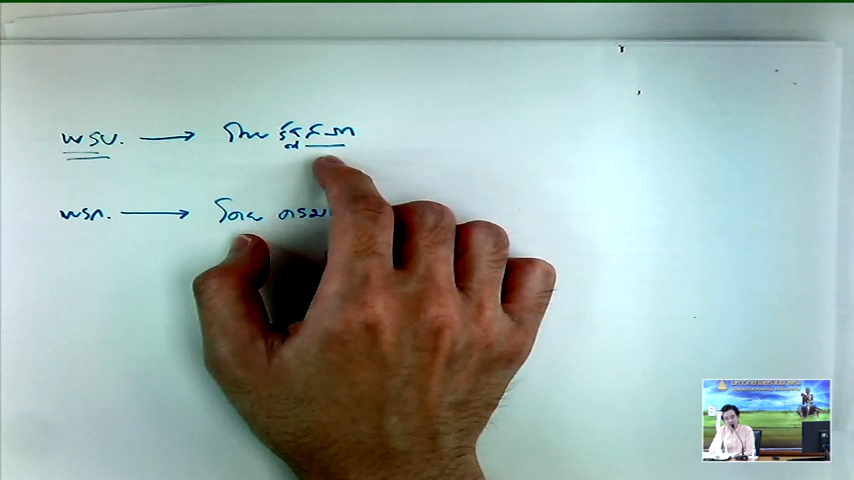 พรบ. → โดย รัฐสภา
พรก. → โดย ครม.